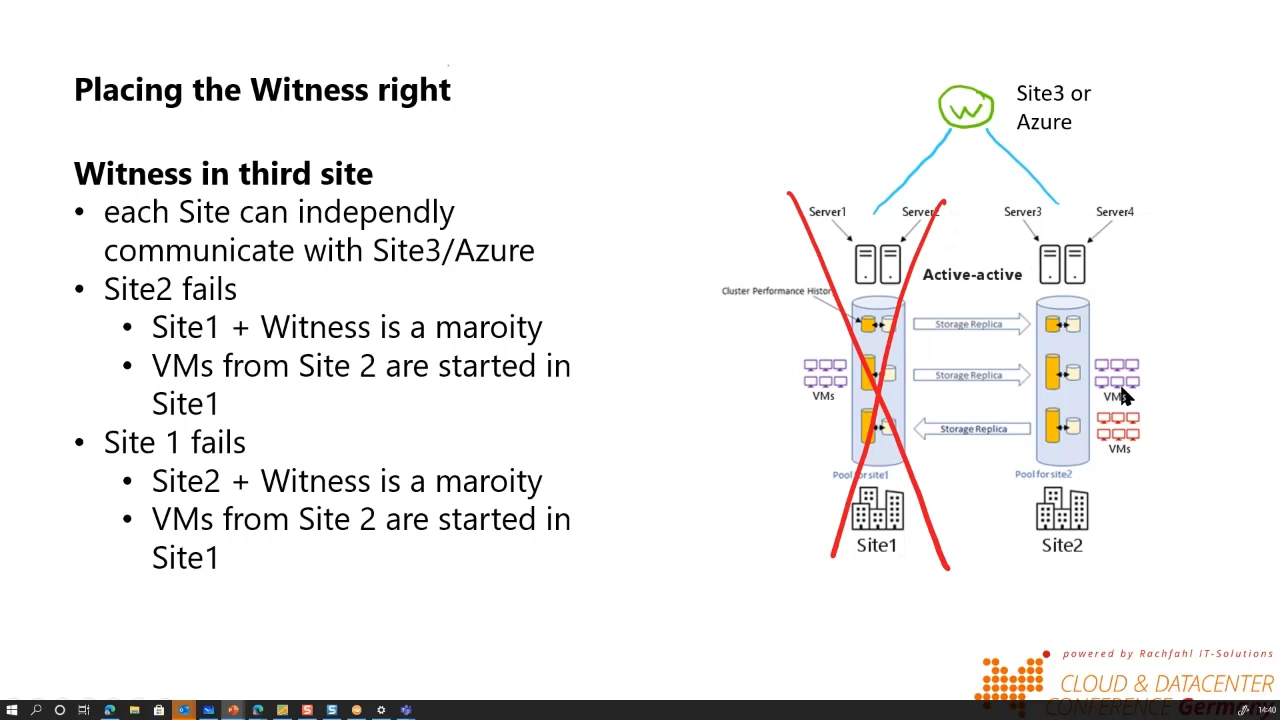 Placing the Witness right
Witness in third site
• each Site can independly
communicate with Site3/Azure
• Site2 fails
• Site1 + Witness is a maroity
• VMs from Site 2 are started in
Site1
• Site 1 fails
• Site2 + Witness is a maroity
• VMs from Site 2 are started in
Site1
W
Site3 or
Azure
Server1
Server2
Server3
Server4
Active-active
Cluster Performance Histor
Storage Replica
Storage Replica
Storage Replica
VMs
VMs
VMs
Pool for site1
Pool for site2
Site1
Site2
powered by Rachfahl IT-Solutions
CLOUD & DATACENTER
CONFERENCE Germany
14:40